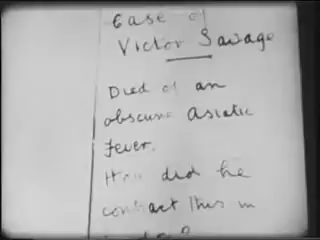 Case of
Victor Savage
Died of an
obscure Asiatic
Fever.
How did he
contract this in